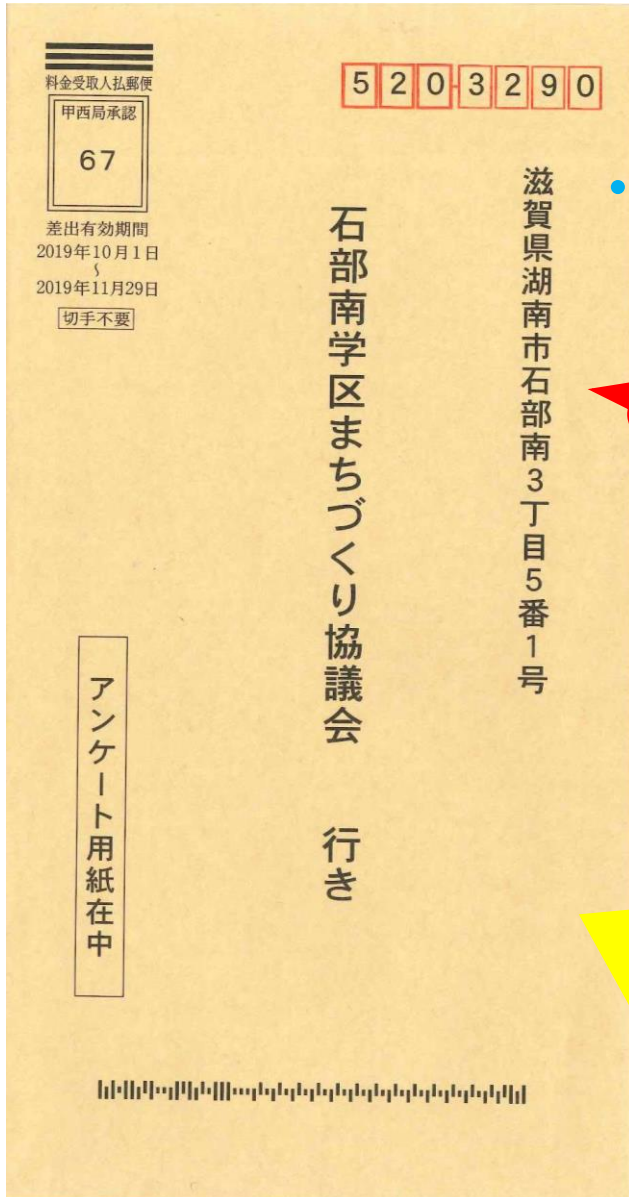 料金受取人払郵便
甲西局承認
67
差出有効期間
2019年10月1日
〜
2019年11月29日
切手不要
520-3290
滋賀県湖南市石部南3丁目5番1号
石部南学区まちづくり協議会　行き
アンケート用紙在中